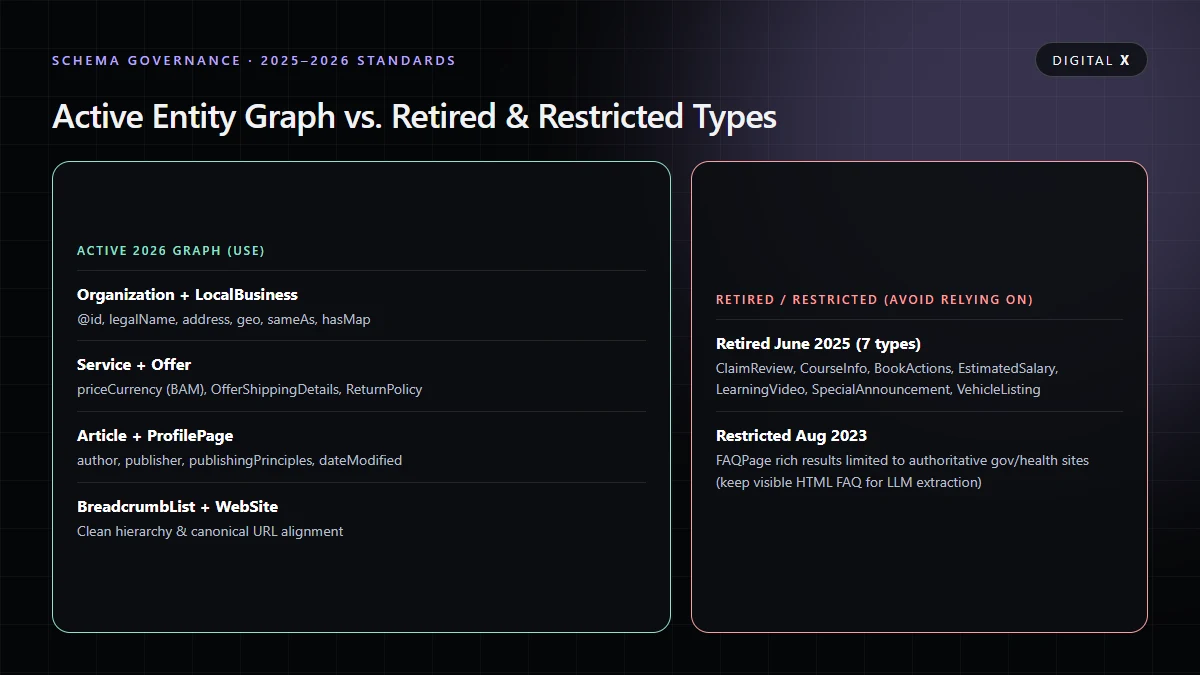 SCHEMA GOVERNANCE · 2025–2026 STANDARDS
DIGITAL X
Active Entity Graph vs. Retired & Restricted Types
ACTIVE 2026 GRAPH (USE)
Organization + LocalBusiness
@id, legalName, address, geo, sameAs, hasMap
Service + Offer
priceCurrency (BAM), OfferShippingDetails, ReturnPolicy
Article + ProfilePage
author, publisher, publishingPrinciples, dateModified
BreadcrumbList + WebSite
Clean hierarchy & canonical URL alignment
RETIRED / RESTRICTED (AVOID RELYING ON)
Retired June 2025 (7 types)
ClaimReview, CourseInfo, BookActions, EstimatedSalary,
LearningVideo, SpecialAnnouncement, VehicleListing
Restricted Aug 2023
FAQPage rich results limited to authoritative gov/health sites
(keep visible HTML FAQ for LLM extraction)